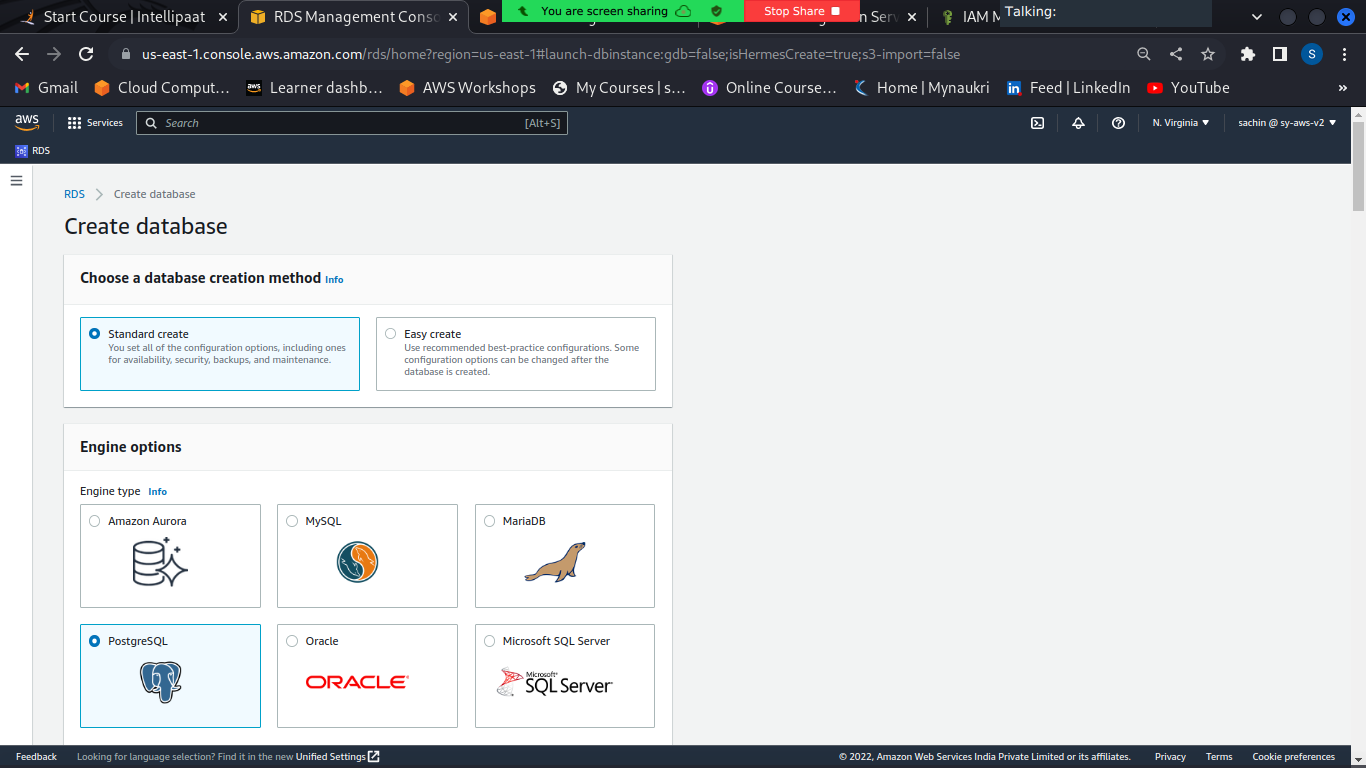 Start Course | Intellipaat
RDS Management Conso
You are screen sharing
Stop Share
IAM M
Talking:
us-east-1.console.aws.amazon.com/rds/home?region=us-east-1#launch-dbinstance:gdb=false;isHermesCreate=true;s3-import=false
S
Gmail
Cloud Comput...
aws
Learner dashb...
AWS Workshops
My Courses | s...
Online Course...
Home | Mynaukri
in
Feed | LinkedIn
YouTube
»
aws
Services
Search
[Alt+S]
N. Virginia
sachin @ sy-aws-v2
RDS
RDS
Create database
Create database
Choose a database creation method Info
Standard create
You set all of the configuration options, including ones
for availability, security, backups, and maintenance.
Easy create
Use recommended best-practice configurations. Some
configuration options can be changed after the
database is created.
Engine options
Engine type Info
Amazon Aurora
MySQL
MariaDB
PostgreSQL
Oracle
ORACLE
Microsoft SQL Server
Microsoft
SQL Server
Feedback
Looking for language selection? Find it in the new Unified Settings
© 2022, Amazon Web Services India Private Limited or its affiliates.
Privacy
Terms
Cookie preferences